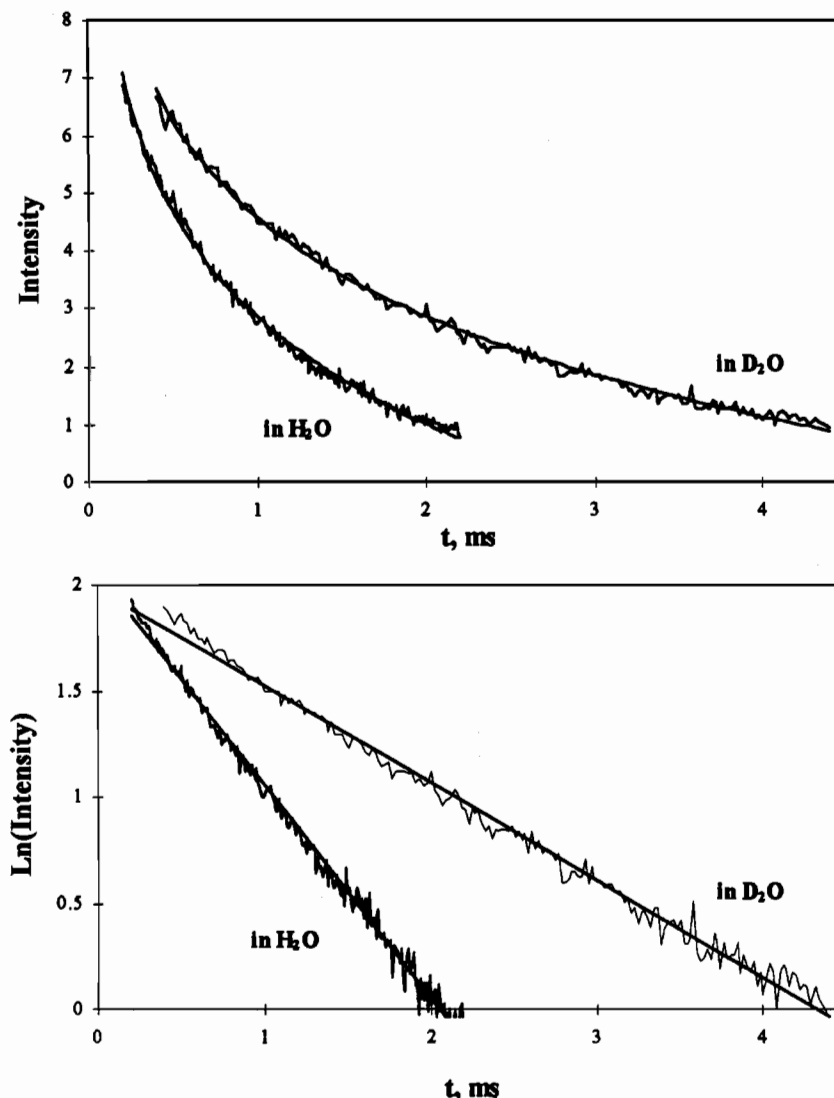 8
7
6
5
4
3
2
1
0
Intensity
in D₂O
in H₂O
0 1 2 3 4
t, ms
2
1.5
1
0.5
0
Ln(Intensity)
in D₂O
in H₂O
0 1 2 3 4
t, ms